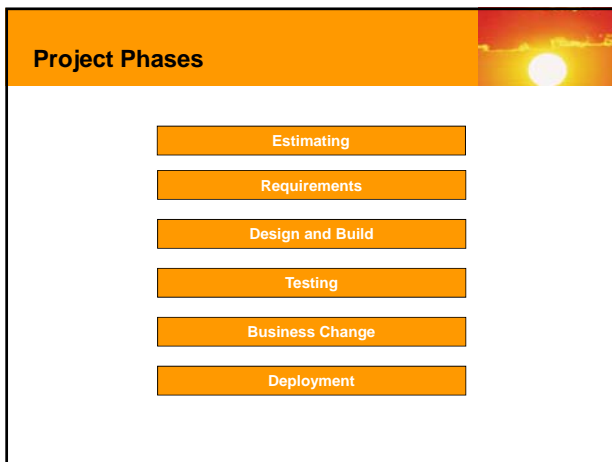 Project Phases
Estimating
Requirements
Design and Build
Testing
Business Change
Deployment